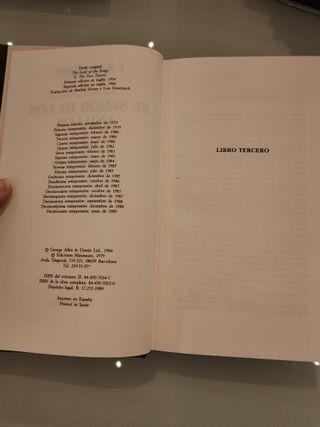 Título original:
The Lord of the Rings
II. The Two Towers
Primera edición en inglés: 1954
Segunda edición en inglés: 1966
Traducción de Matilde Horne y Luis Domènech
Primera edición: noviembre de 1979
Primera reimpresión: diciembre de 1979
Segunda reimpresión: febrero de 1980
Tercera reimpresión: marzo de 1981
Cuarta reimpresión: mayo de 1981
Quinta reimpresión: julio de 1982
Sexta reimpresión: enero de 1983
Séptima reimpresión: mayo de 1983
Octava reimpresión: mayo de 1984
Novena reimpresión: febrero de 1985
Décima reimpresión: julio de 1985
Undécima reimpresión: diciembre de 1985
Duodécima reimpresión: octubre de 1986
Decimotercera reimpresión: abril de 1987
Decimocuarta reimpresión: octubre de 1987
Decimoquinta reimpresión: abril de 1988
Decimosexta reimpresión: septiembre de 1988
Decimoséptima reimpresión: diciembre de 1988
Decimoctava reimpresión: junio de 1989
© George Allen & Unwin Ltd., 1966
© Ediciones Minotauro, 1979
Avda. Diagonal, 519-521. 08029 Barcelona
Tel. 239 51 05*
ISBN del volumen II: 84-450-7034-7
ISBN de la obra completa: 84-450-7032-0
Depósito legal: B. 17.255-1989
Impreso en España
Printed in Spain
LIBRO TERCERO